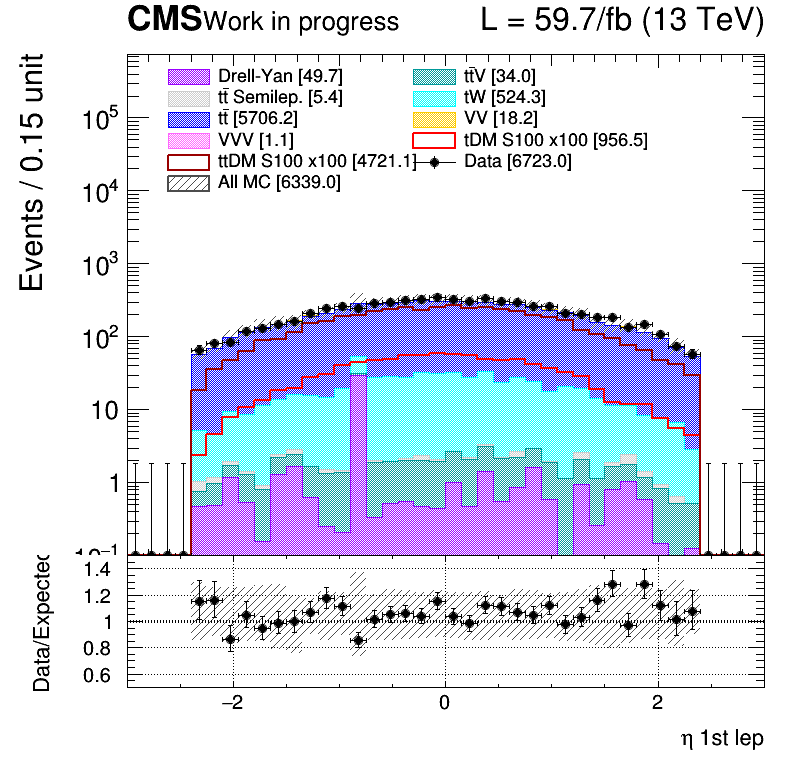 CMS Work in progress L = 59.7/fb (13 TeV)
Events / 0.15 unit
Drell-Yan [49.7] tt̄V [34.0]
tt̄ Semilep. [5.4] tW [524.3]
tt̄ [5706.2] VV [18.2]
VVV [1.1] tDM S100 x100 [956.5]
ttDM S100 x100 [4721.1] Data [6723.0]
All MC [6339.0]
10⁵
10⁴
10³
10²
10
1
10⁻¹
Data/Expected
1.4
1.2
1
0.8
0.6
−2 0 2
η 1st lep